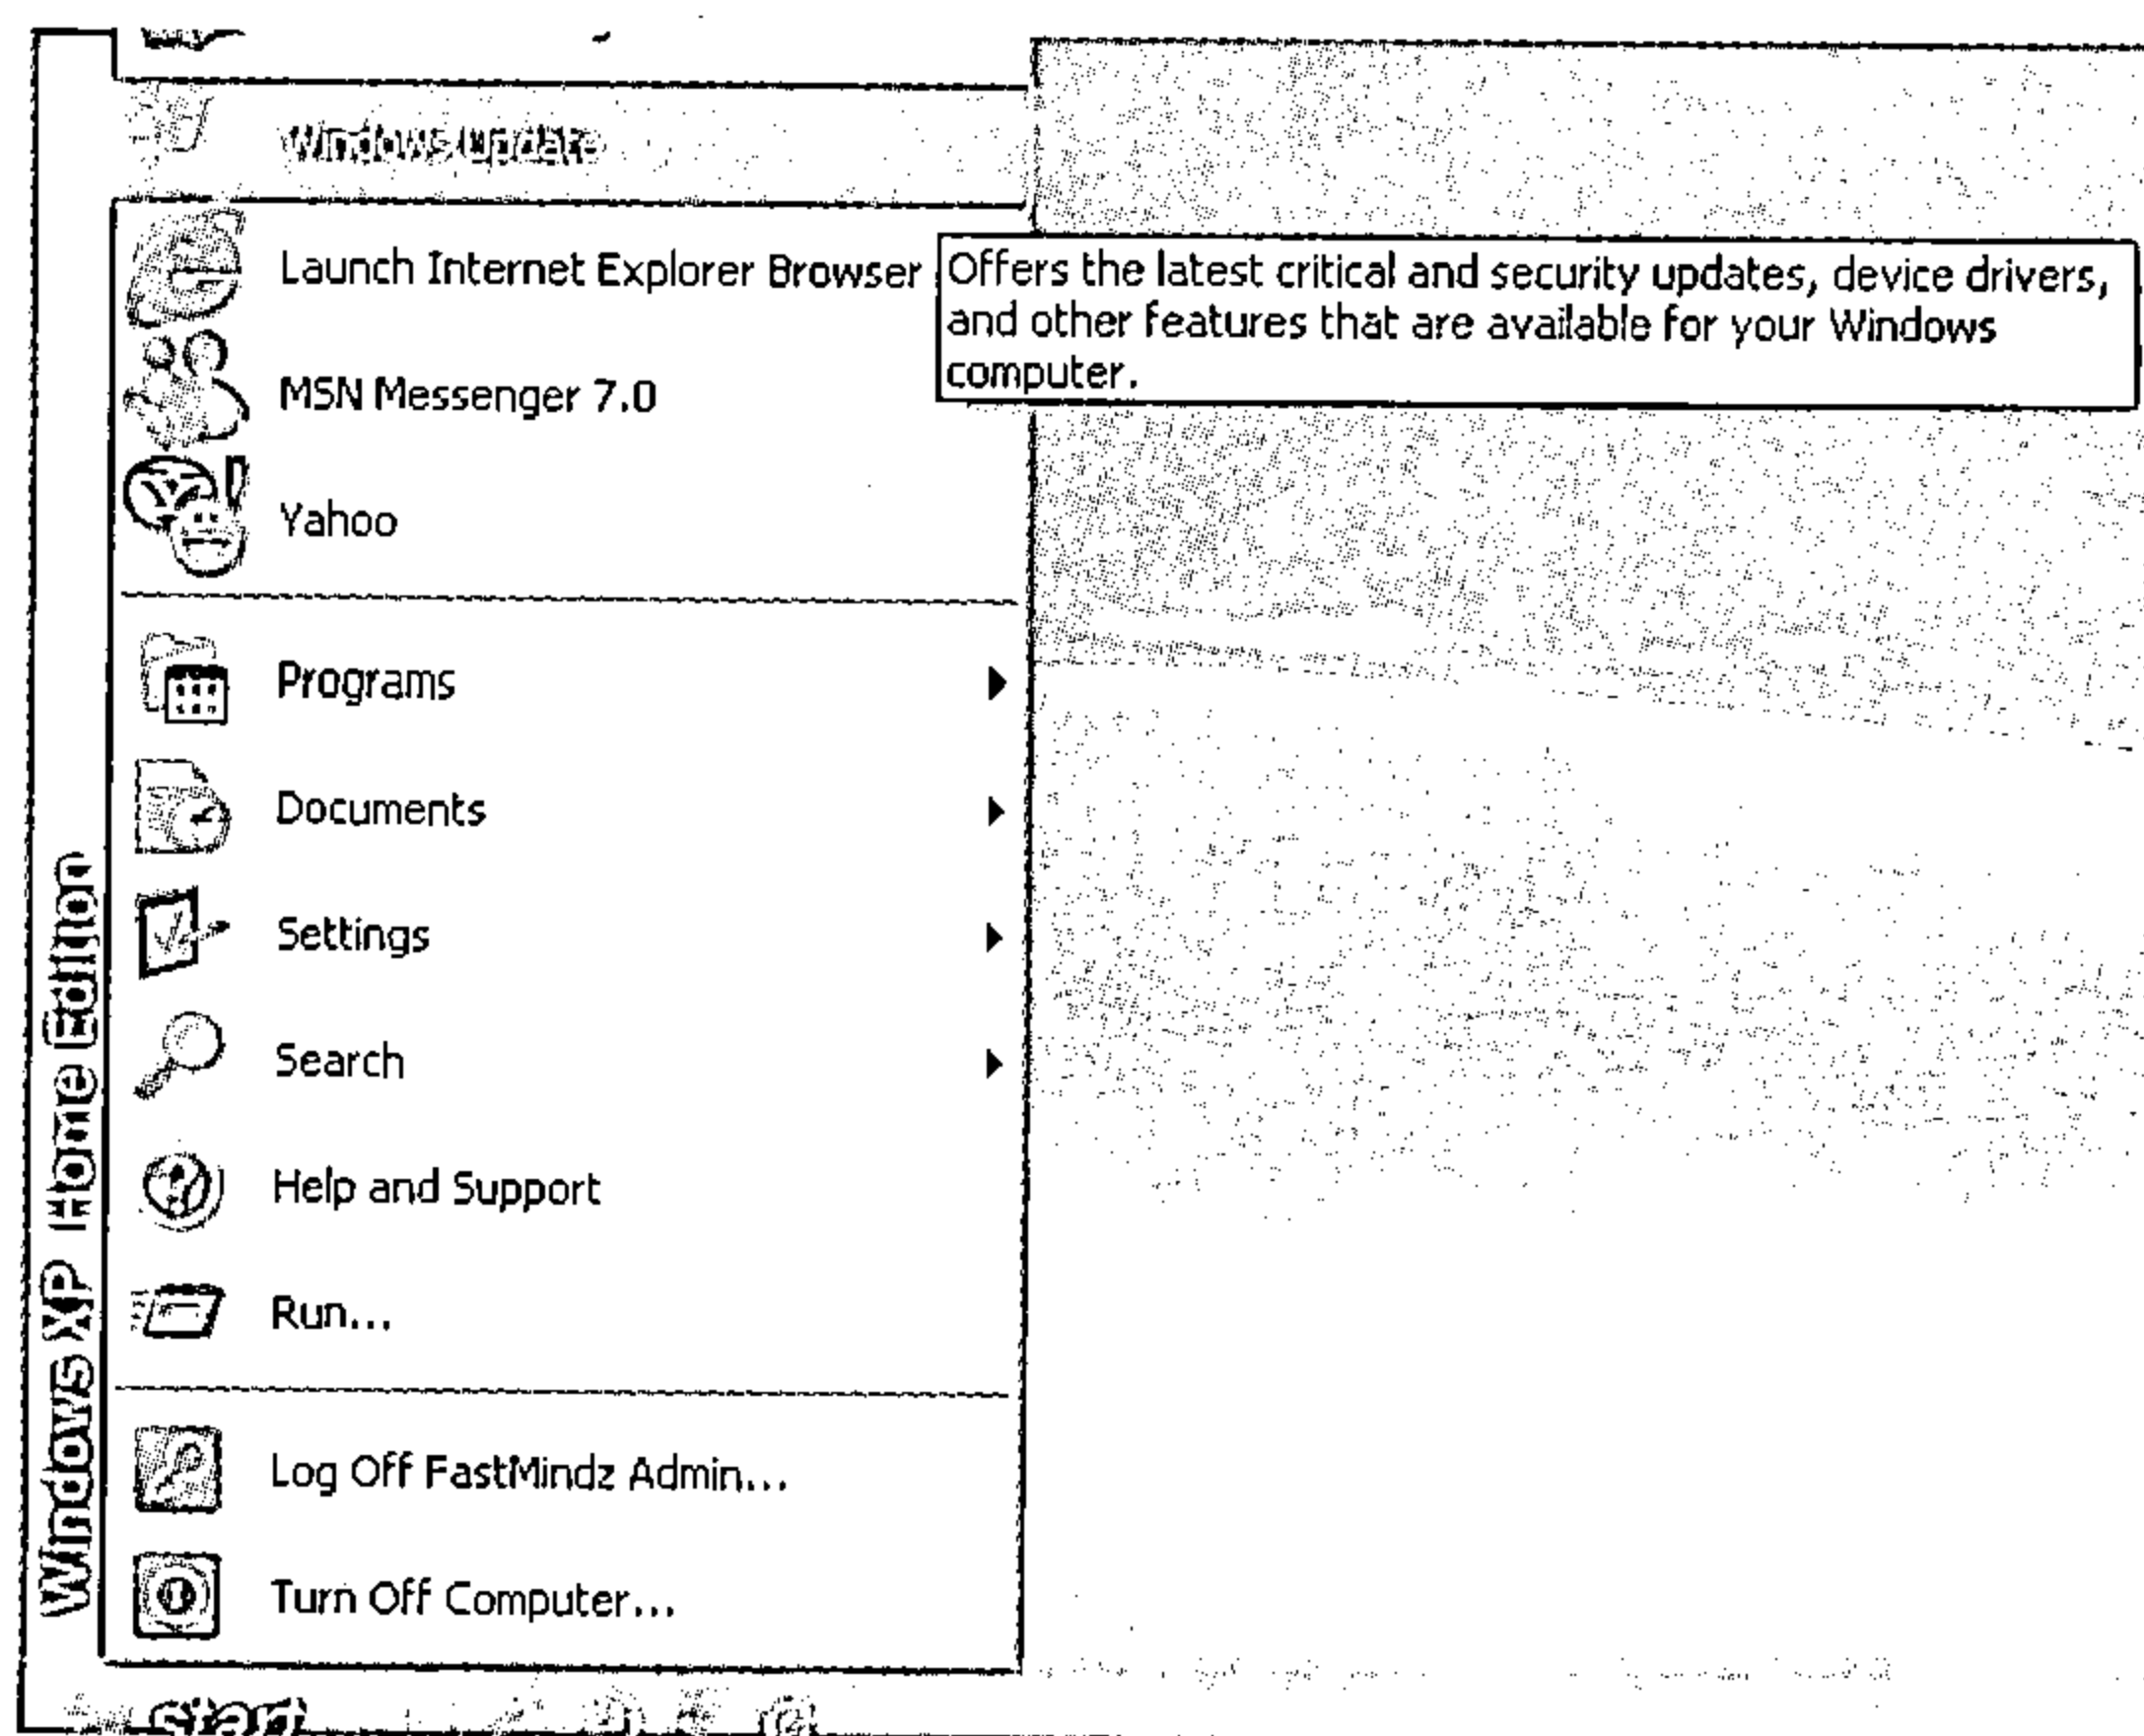 Windows Update
Launch Internet Explorer Browser
Offers the latest critical and security updates, device drivers,
and other features that are available for your Windows
computer.
MSN Messenger 7.0
Yahoo
Programs
Documents
Settings
Search
Help and Support
Run...
Log Off FastMindz Admin...
Turn Off Computer...
Windows XP Home Edition
start